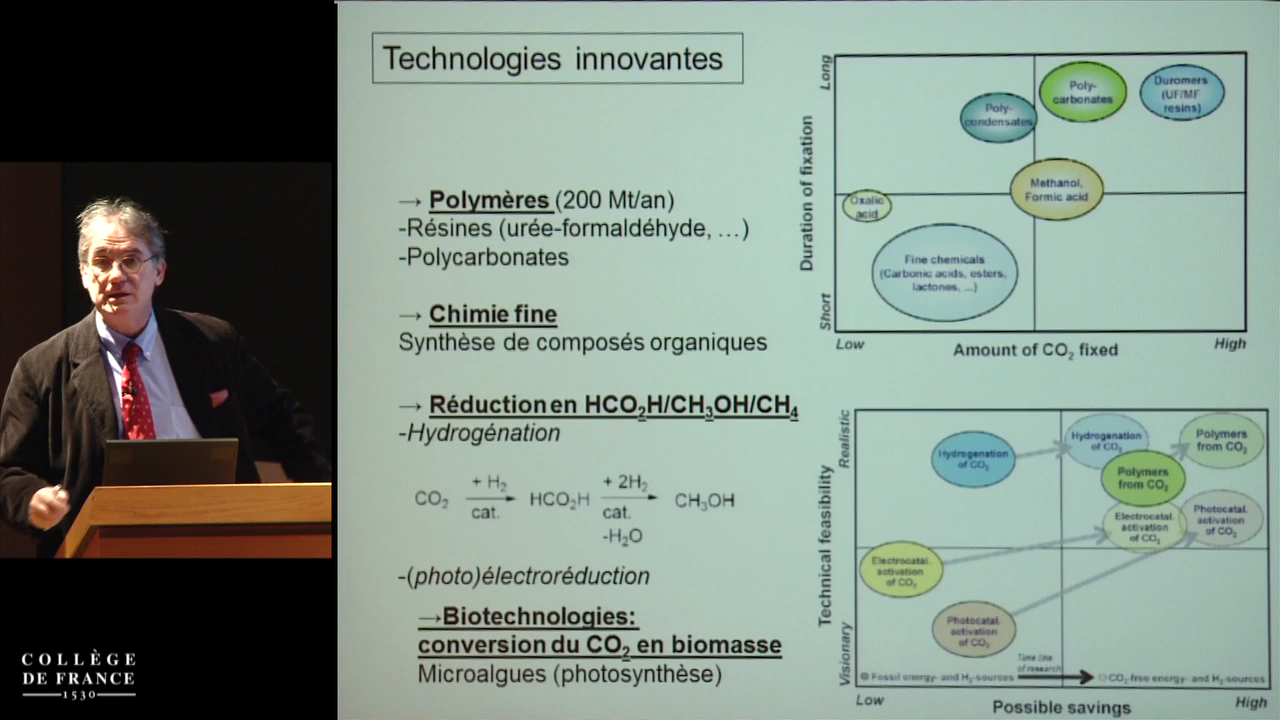 Technologies innovantes
→ Polymères (200 Mt/an)
-Résines (urée-formaldéhyde, …)
-Polycarbonates
→ Chimie fine
Synthèse de composés organiques
→ Réduction en HCO₂H/CH₃OH/CH₄
-Hydrogénation
CO₂ + H₂ cat. → HCO₂H + 2H₂ cat. → CH₃OH
-H₂O
-(photo)électroréduction
→Biotechnologies:
conversion du CO₂ en biomasse
Microalgues (photosynthèse)
Long
Duration of fixation
Short
Poly-
condensates
Poly-
carbonates
Duromers
(UF/MF
resins)
Oxalic
acid
Methanol,
Formic acid
Fine chemicals
(Carbonic acids, esters,
lactones, ...)
Low
Amount of CO₂ fixed
High
Realistic
Technical feasibility
Visionary
Hydrogenation
of CO₂
Hydrogenation
of CO₂
Polymers
from CO₂
Polymers
from CO₂
Electrocatal.
activation
of CO₂
Photocatal.
activation
of CO₂
Electrocatal.
activation
of CO₂
Photocatal.
activation
of CO₂
Time line
of research
Fossil energy- and H₂-sources
CO₂-free energy- and H₂-sources
Low
Possible savings
High
COLLÈGE
DE FRANCE
1530